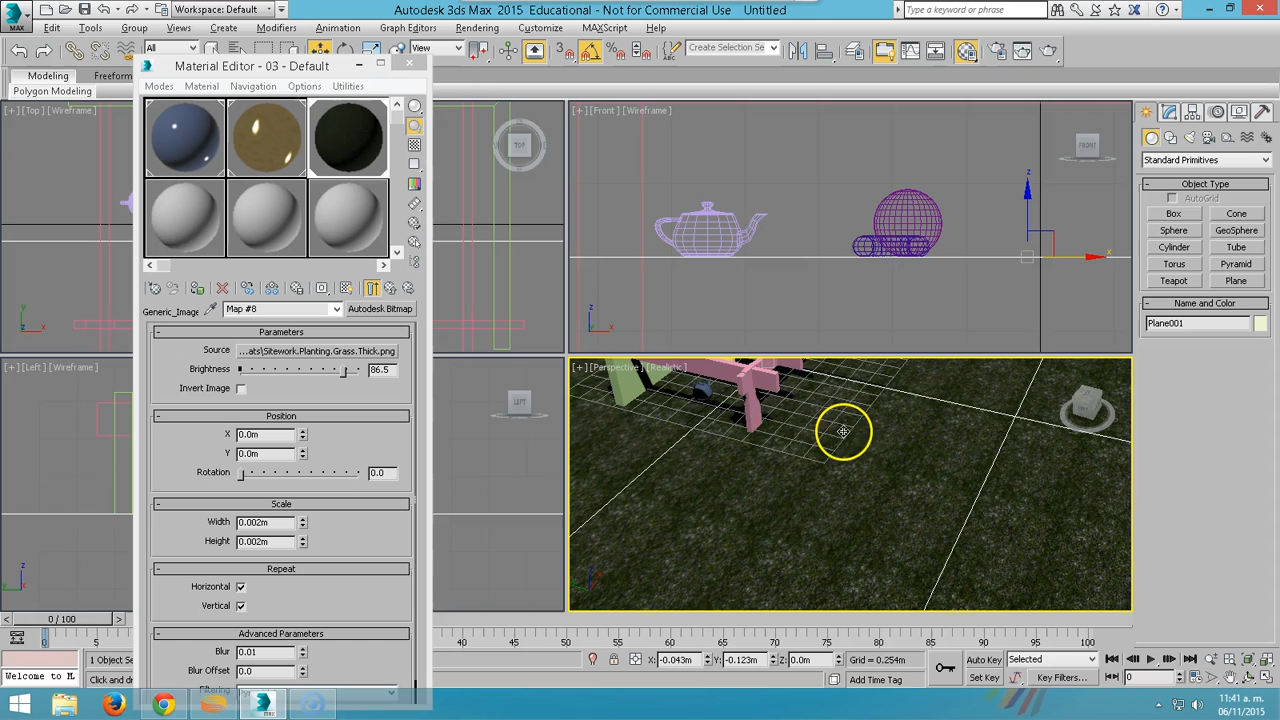 Workspace: Default
Autodesk 3ds Max 2015 Educational - Not for Commercial Use Untitled
Type a keyword or phrase
MAX
Edit Tools Group Views Create Modifiers Animation Graph Editors Rendering Customize MAXScript Help
All
View
Create Selection Se
Modeling Freeform
Polygon Modeling
Material Editor - 03 - Default
Modes Material Navigation Options Utilities
[+] [Top] [Wireframe]
TOP
[+] [Front] [Wireframe]
FRONT
Standard Primitives
Object Type
AutoGrid
Box Cone
Sphere GeoSphere
Cylinder Tube
Torus Pyramid
Teapot Plane
Name and Color
Plane001
Generic_Image Map #8 Autodesk Bitmap
Parameters
Source ...ats\Sitework.Planting.Grass.Thick.png
Brightness 86.5
Invert Image
Position
X 0.0m
Y 0.0m
Rotation 0.0
Scale
Width 0.002m
Height 0.002m
Repeat
Horizontal
Vertical
Advanced Parameters
Blur 0.01
Blur Offset 0.0
[+] [Left] [Wireframe]
LEFT
[+] [Perspective] [Realistic]
0 / 100
0 5 40 45 50 55 60 65 70 75 80 85 90 95 100
1 Object Se
X: -0.043m Y: -0.123m Z: 0.0m Grid = 0.254m
Auto Key Selected
Welcome to M
Click and d
Add Time Tag
Set Key Key Filters...
0
11:41 a. m.
06/11/2015